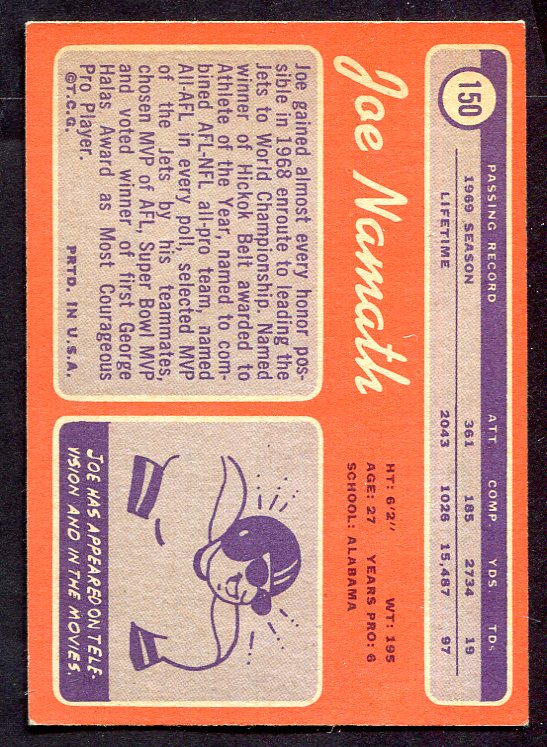 150
PASSING RECORD ATT. COMP. YDS TDs
1969 SEASON 361 185 2734 19
LIFETIME 2043 1026 15,487 97
Joe Namath
HT: 6'2" WT: 195
AGE: 27 YEARS PRO: 6
SCHOOL: ALABAMA
Joe gained almost every honor pos-
sible in 1968 enroute to leading the
Jets to World Championship. Named
winner of Hickok Belt awarded to
Athlete of the Year, named to com-
bined AFL-NFL all-pro team, named
All-AFL in every poll, selected MVP
of the Jets by his teammates,
chosen MVP of AFL, Super Bowl MVP
and voted winner of first George
Halas Award as Most Courageous
Pro Player.
©T.C.G. PRTD. IN U.S.A.
JOE HAS APPEARED ON TELE-
VISION AND IN THE MOVIES.